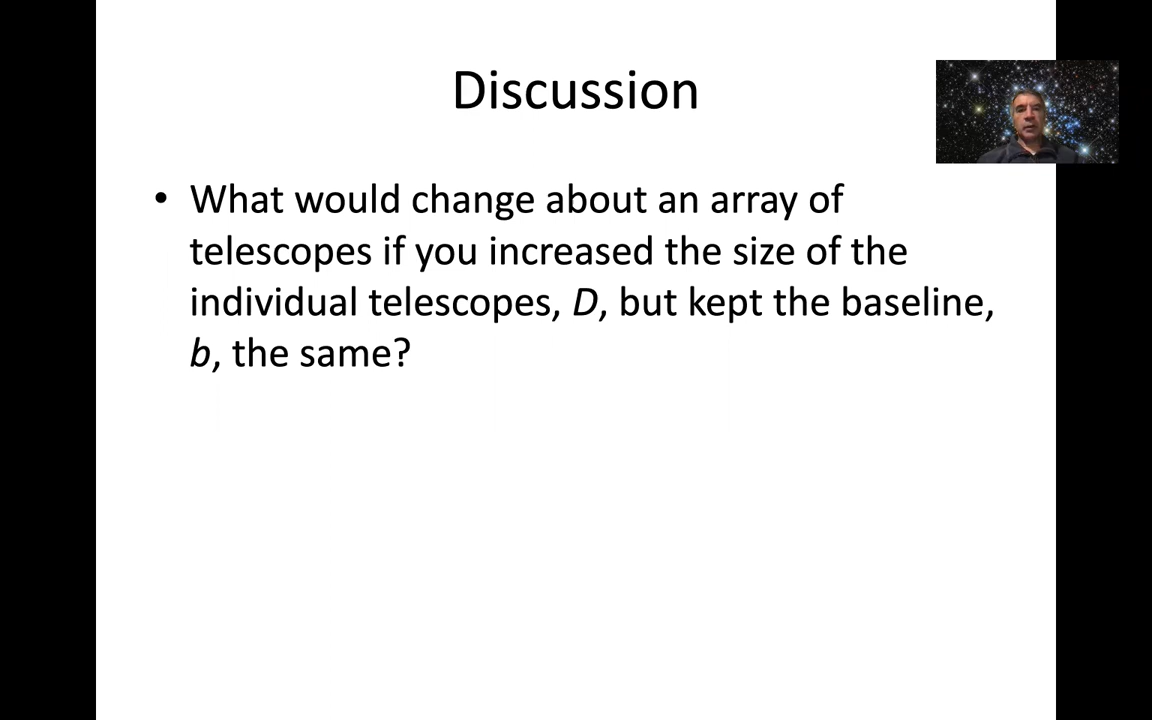 Discussion
• What would change about an array of
telescopes if you increased the size of the
individual telescopes, D, but kept the baseline,
b, the same?